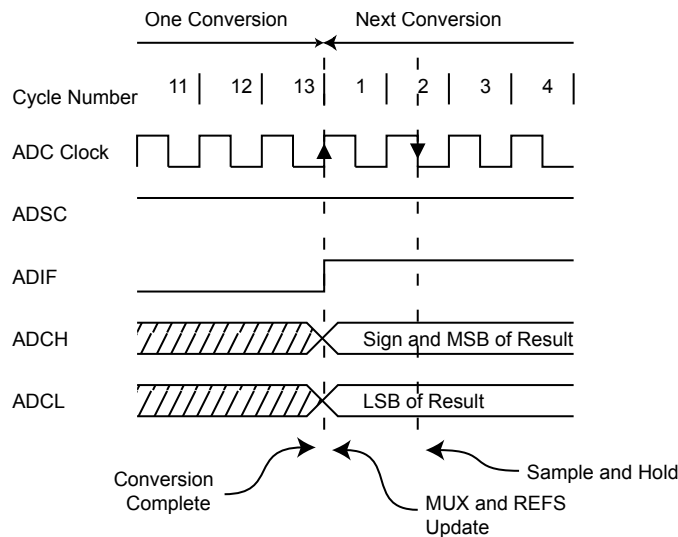 One Conversion Next Conversion
Cycle Number 11 12 13 1 2 3 4
ADC Clock
ADSC
ADIF
ADCH Sign and MSB of Result
ADCL LSB of Result
Conversion
Complete
MUX and REFS
Update
Sample and Hold